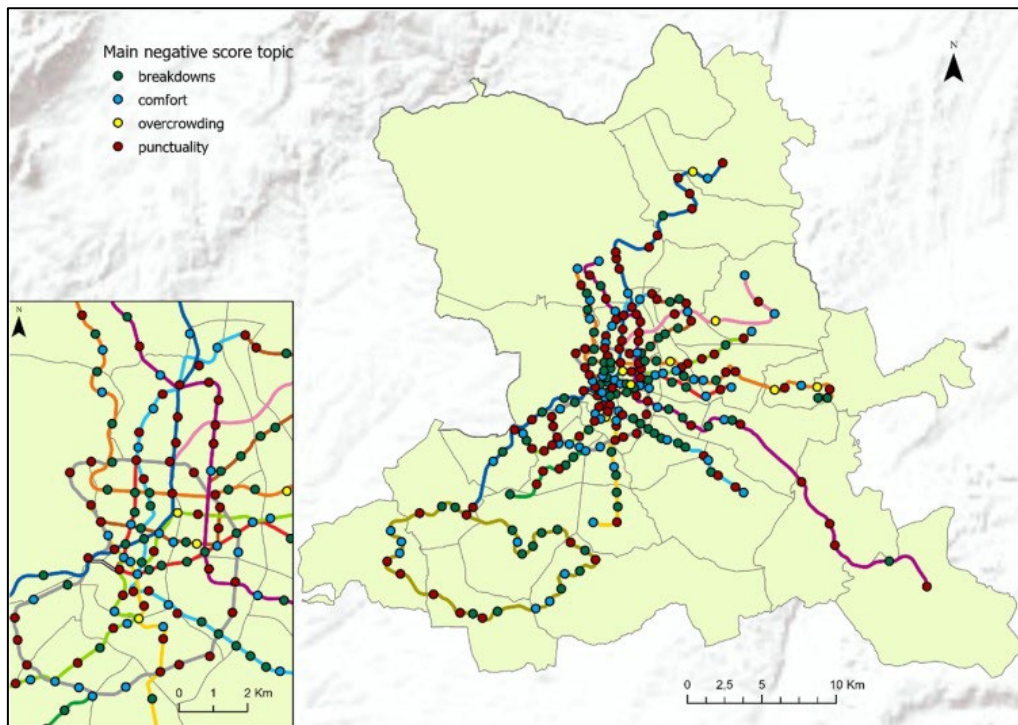 Main negative score topic
breakdowns
comfort
overcrowding
punctuality
N
N
0 1 2 Km
0 2,5 5 10 Km